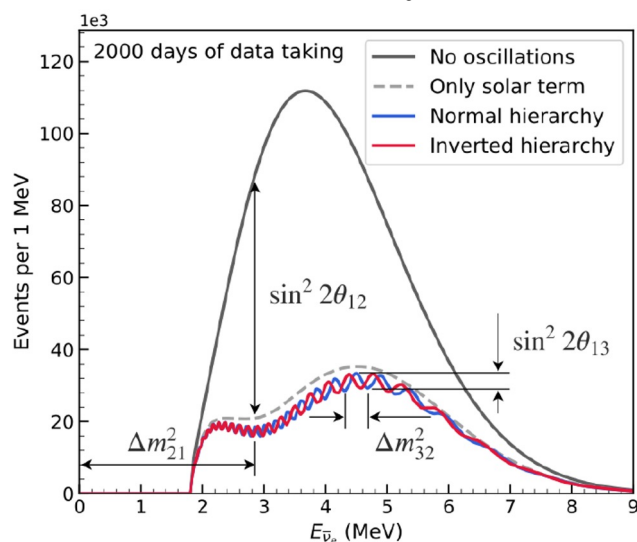 1e3
2000 days of data taking
No oscillations
Only solar term
Normal hierarchy
Inverted hierarchy
120
100
80
60
40
20
0
Events per 1 MeV
sin² 2θ₁₂
sin² 2θ₁₃
Δm²₂₁
Δm²₃₂
0 1 2 3 4 5 6 7 8 9
E_ν̄ₑ (MeV)